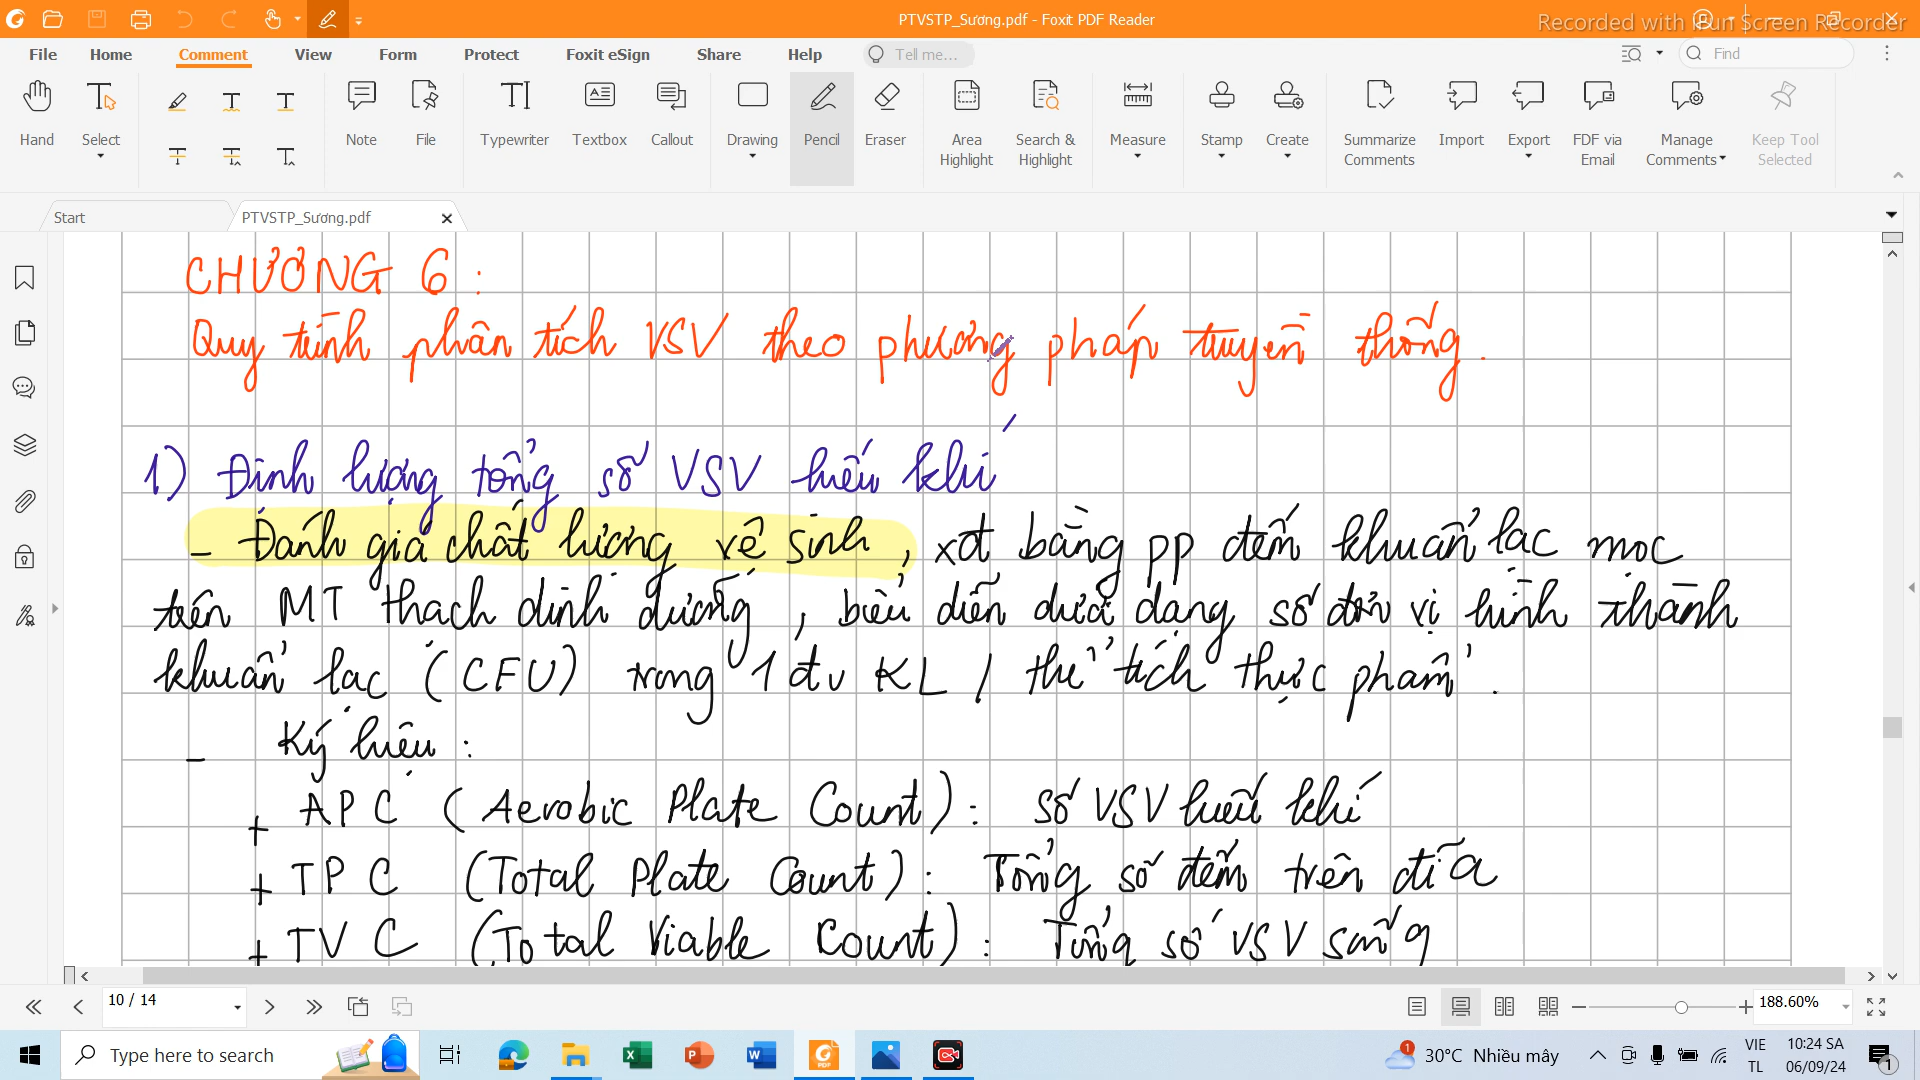 PTVSTP_Sương.pdf - Foxit PDF Reader
Recorded with iFun Screen Recorder
File Home Comment View Form Protect Foxit eSign Share Help Tell me... Find
Hand Select Note File Typewriter Textbox Callout Drawing Pencil Eraser Area Highlight Search & Highlight Measure Stamp Create Summarize Comments Import Export FDF via Email Manage Comments Keep Tool Selected
Start PTVSTP_Sương.pdf
CHƯƠNG 6 :
Quy trình phân tích VSV theo phương pháp truyền thống.
1) Định lượng tổng số VSV hiếu khí
- Đánh giá chất lượng vệ sinh, xđ bằng pp đếm khuẩn lạc mọc
trên MT thạch dinh dưỡng, biểu diễn dưới dạng số đơn vị hình thành
khuẩn lạc (CFU) trong 1 đv KL / thể tích thực phẩm.
- Ký hiệu :
+ APC (Aerobic Plate Count): Số VSV hiếu khí
+ TPC (Total Plate Count): Tổng số đếm trên đĩa
+ TVC (Total Viable Count): Tổng số VSV sống
10 / 14
188.60%
Type here to search
30°C Nhiều mây
VIE
TL
10:24 SA
06/09/24
1
1